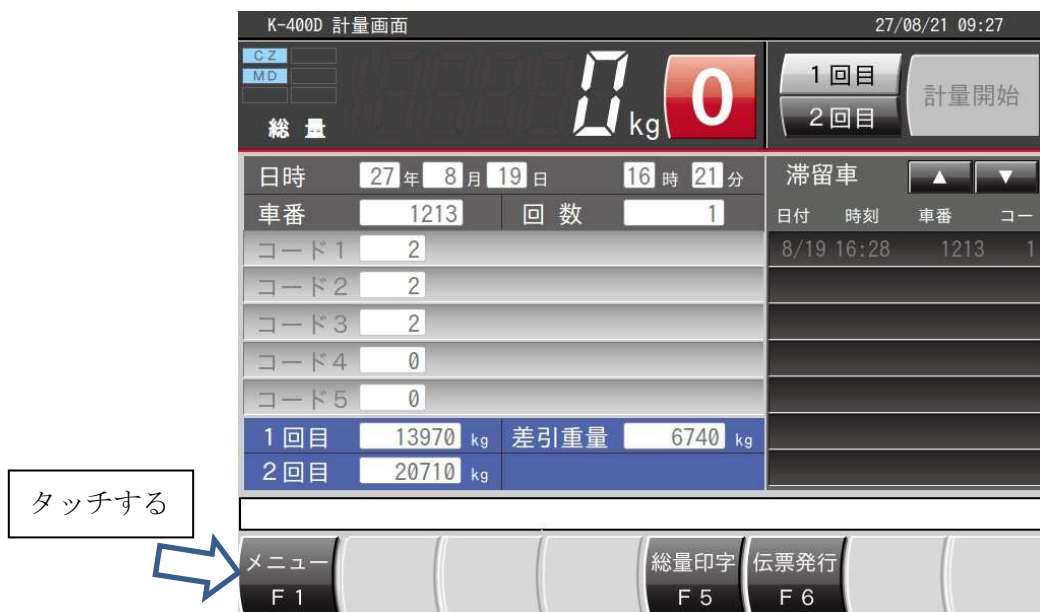 K-400D 計量画面 27/08/21 09:27
CZ
MD
総量 0 kg 0
1回目
2回目
計量開始
日時 27 年 8 月 19 日 16 時 21 分
車番 1213 回数 1
コード1 2
コード2 2
コード3 2
コード4 0
コード5 0
1回目 13970 kg 差引重量 6740 kg
2回目 20710 kg
滞留車 ▲ ▼
日付 時刻 車番 コー
8/19 16:28 1213 1
タッチする
メニュー F1
総量印字 F5
伝票発行 F6